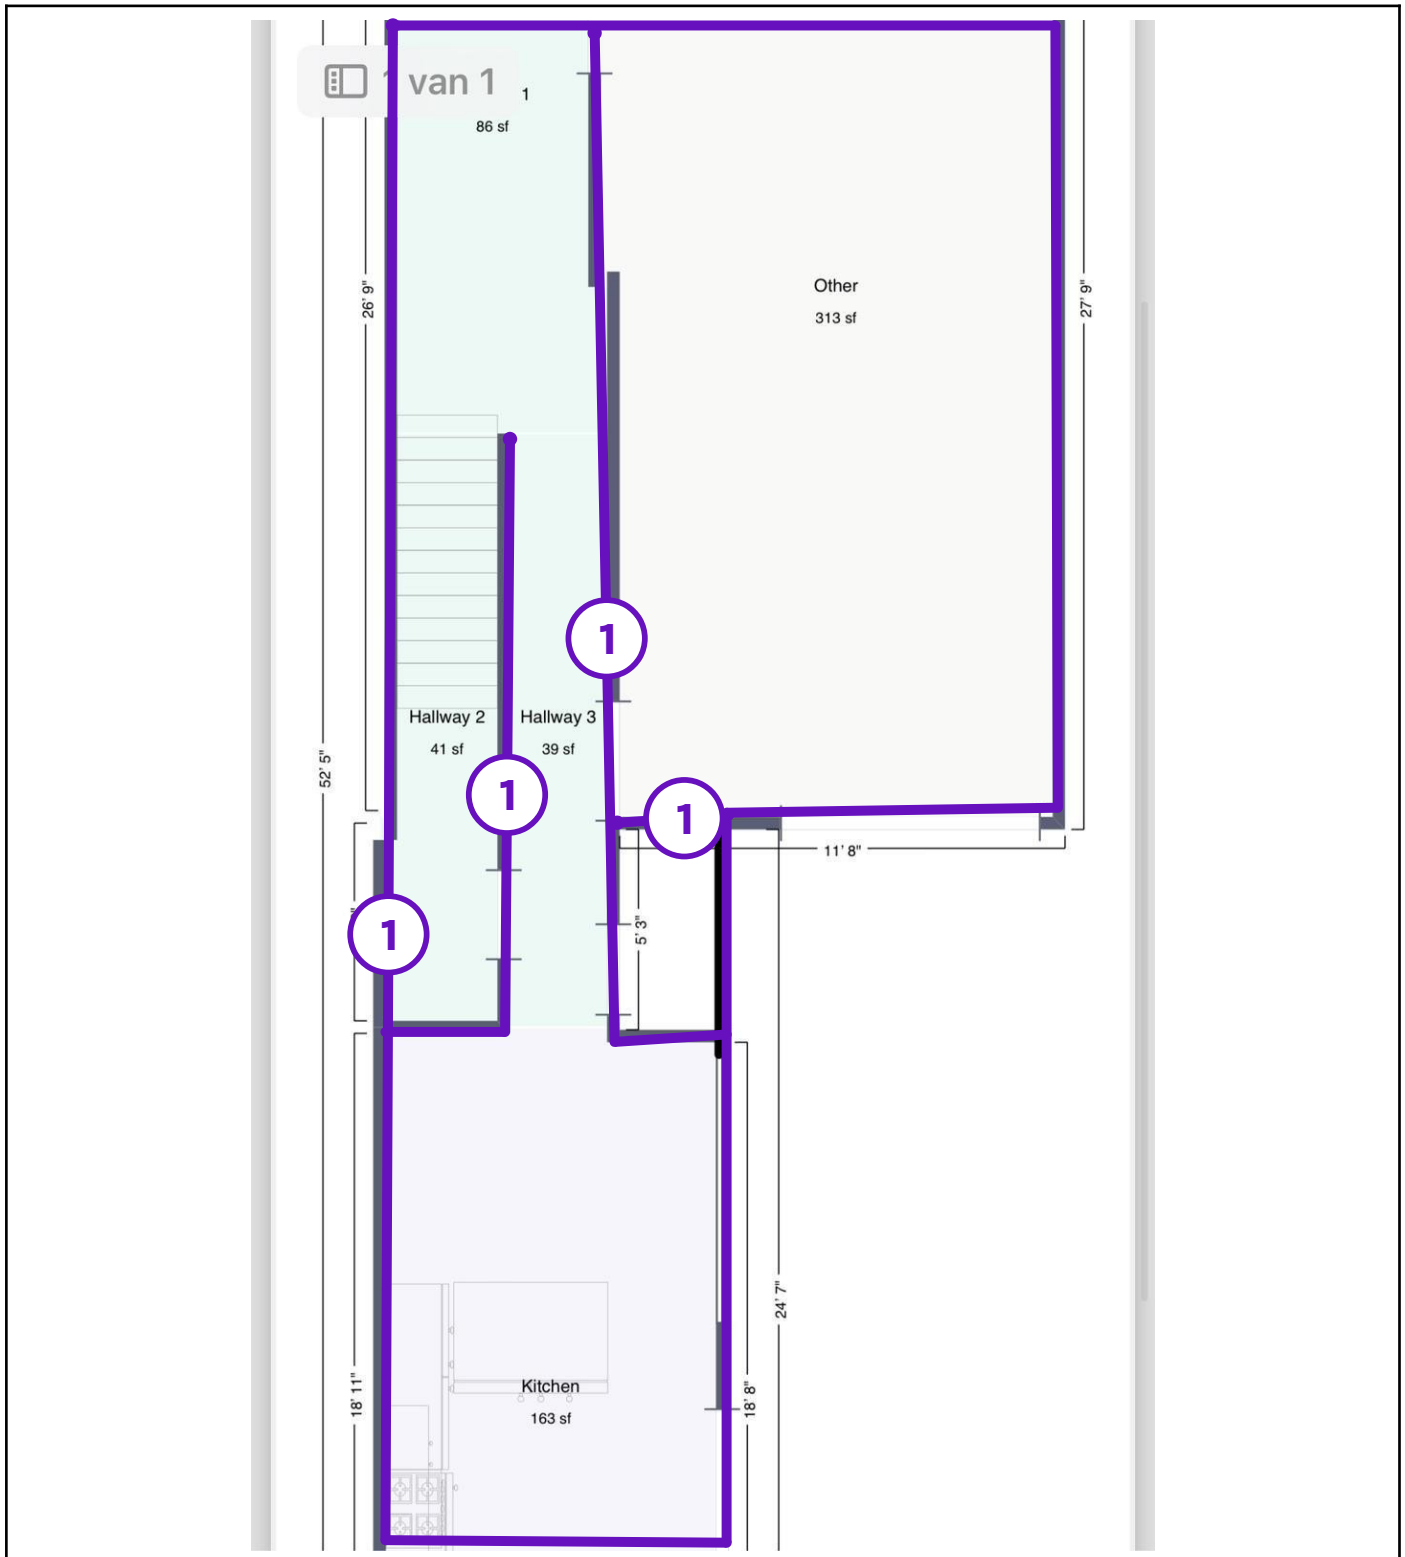 1 van 1
1
86 sf
26' 9"
Other
313 sf
27' 9"
1
Hallway 2
41 sf
Hallway 3
39 sf
52' 5"
1
1
11' 8"
1
5' 3"
24' 7"
18' 11"
Kitchen
163 sf
18' 8"